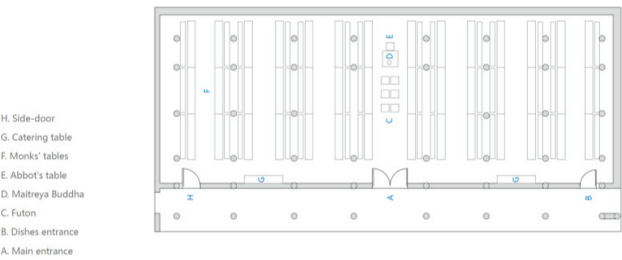 H. Side-door
G. Catering table
F. Monks' tables
E. Abbot's table
D. Maitreya Buddha
C. Futon
B. Dishes entrance
A. Main entrance
E
D
F
C
G
G
H
A
B